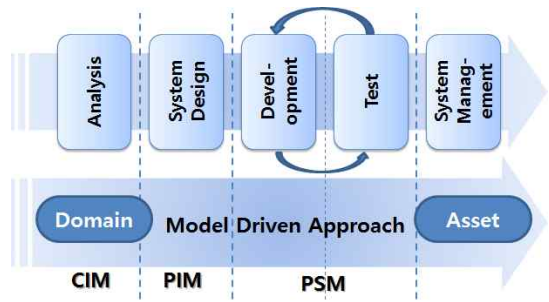 Analysis
System
Design
Devel-
opment
Test
System
Manag-
ement
Domain
Model Driven Approach
Asset
CIM
PIM
PSM